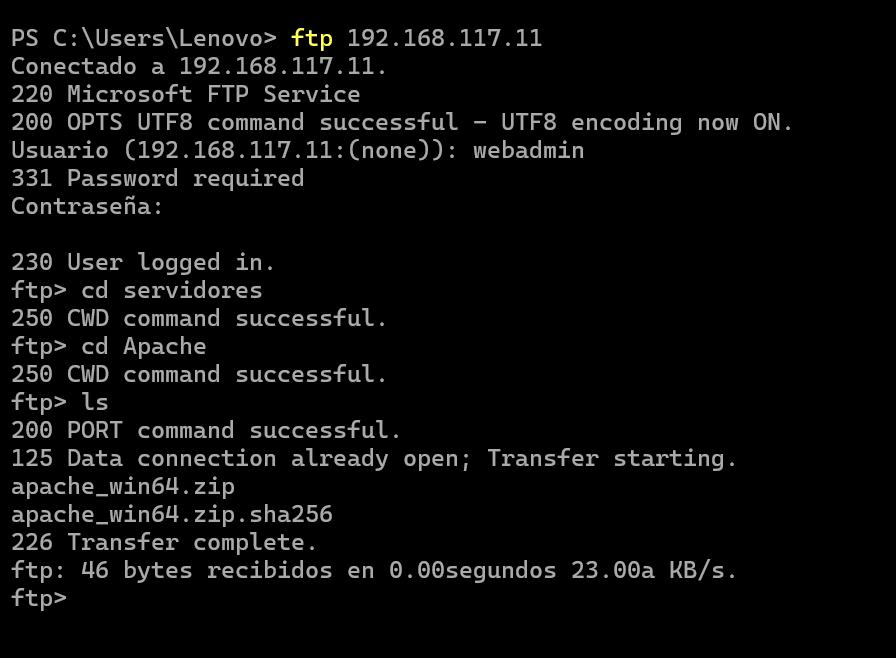 PS C:\Users\Lenovo> ftp 192.168.117.11
Conectado a 192.168.117.11.
220 Microsoft FTP Service
200 OPTS UTF8 command successful - UTF8 encoding now ON.
Usuario (192.168.117.11:(none)): webadmin
331 Password required
Contraseña:
230 User logged in.
ftp> cd servidores
250 CWD command successful.
ftp> cd Apache
250 CWD command successful.
ftp> ls
200 PORT command successful.
125 Data connection already open; Transfer starting.
apache_win64.zip
apache_win64.zip.sha256
226 Transfer complete.
ftp: 46 bytes recibidos en 0.00segundos 23.00a KB/s.
ftp>